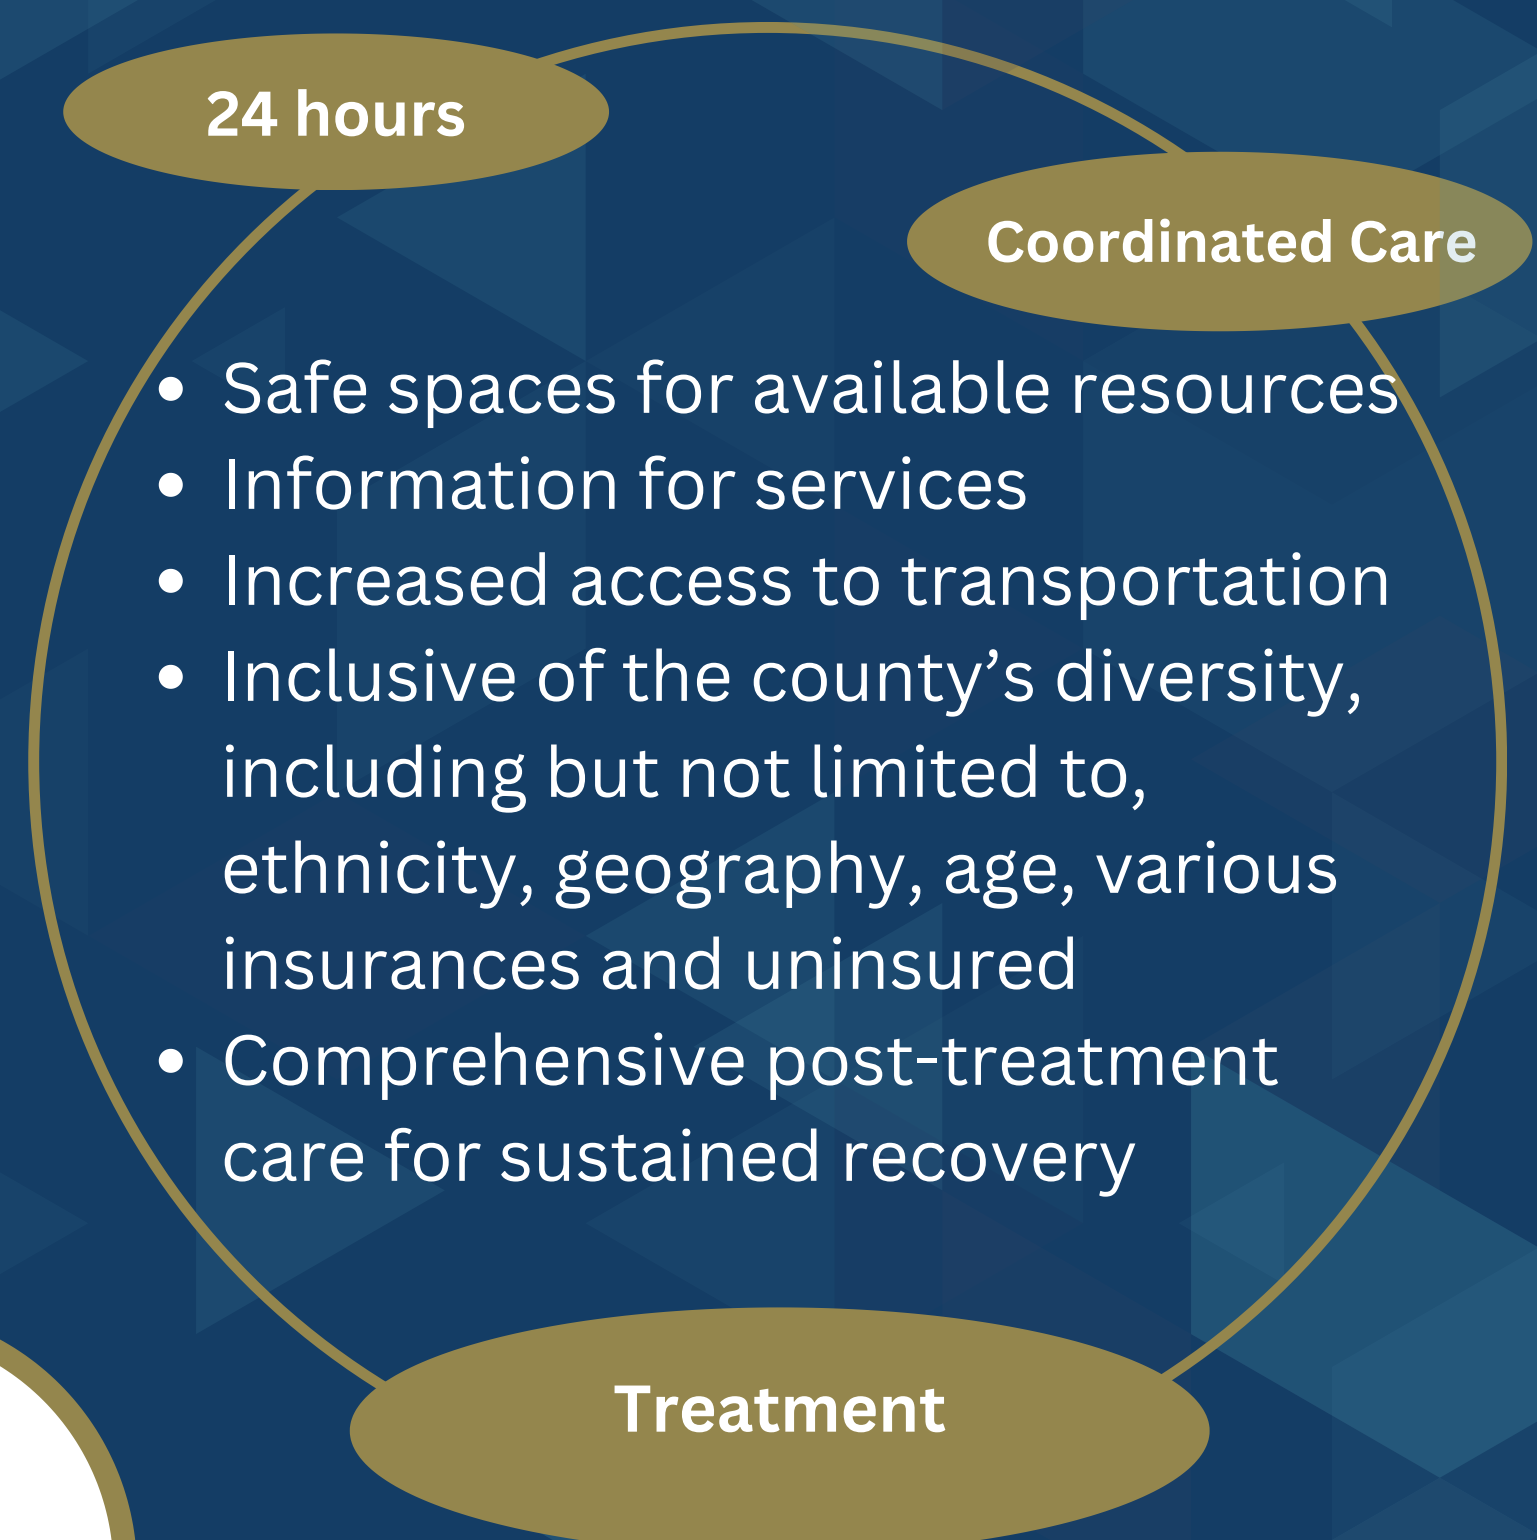 24 hours
Coordinated Care
• Safe spaces for available resources
• Information for services
• Increased access to transportation
• Inclusive of the county’s diversity,
including but not limited to,
ethnicity, geography, age, various
insurances and uninsured
• Comprehensive post-treatment
care for sustained recovery
Treatment